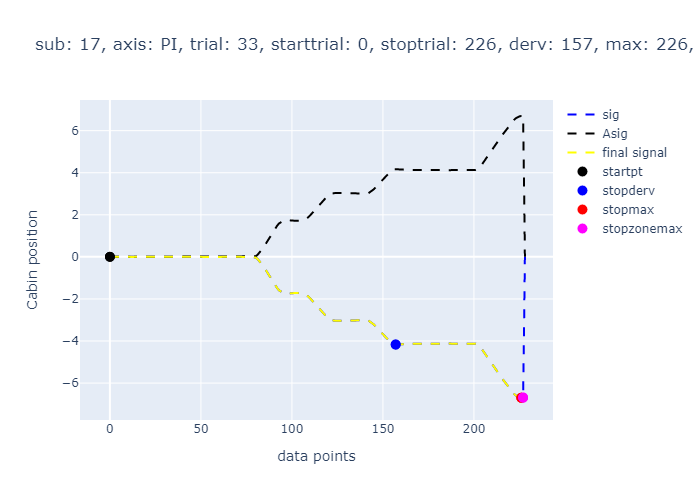 sub: 17, axis: PI, trial: 33, starttrial: 0, stoptrial: 226, derv: 157, max: 226,
sig
Asig
final signal
startpt
stopderv
stopmax
stopzonemax
6
4
2
0
−2
−4
−6
Cabin position
0
50
100
150
200
data points